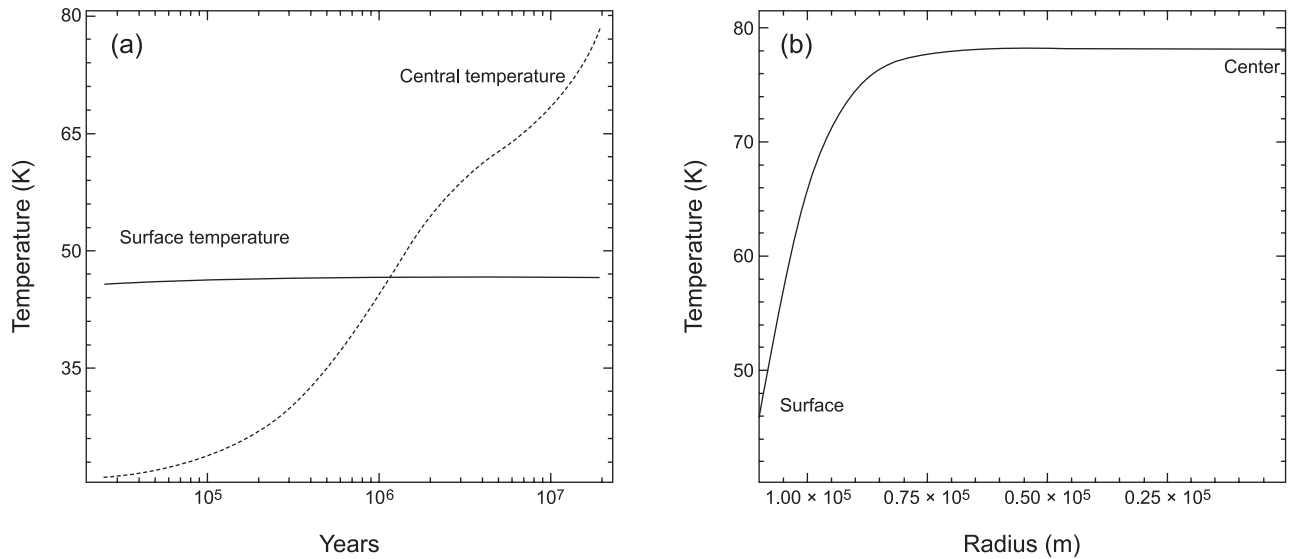 (a)
Temperature (K)
80
65
50
35
Central temperature
Surface temperature
10⁵
10⁶
10⁷
Years
(b)
Temperature (K)
80
70
60
50
Center
Surface
1.00 × 10⁵
0.75 × 10⁵
0.50 × 10⁵
0.25 × 10⁵
Radius (m)